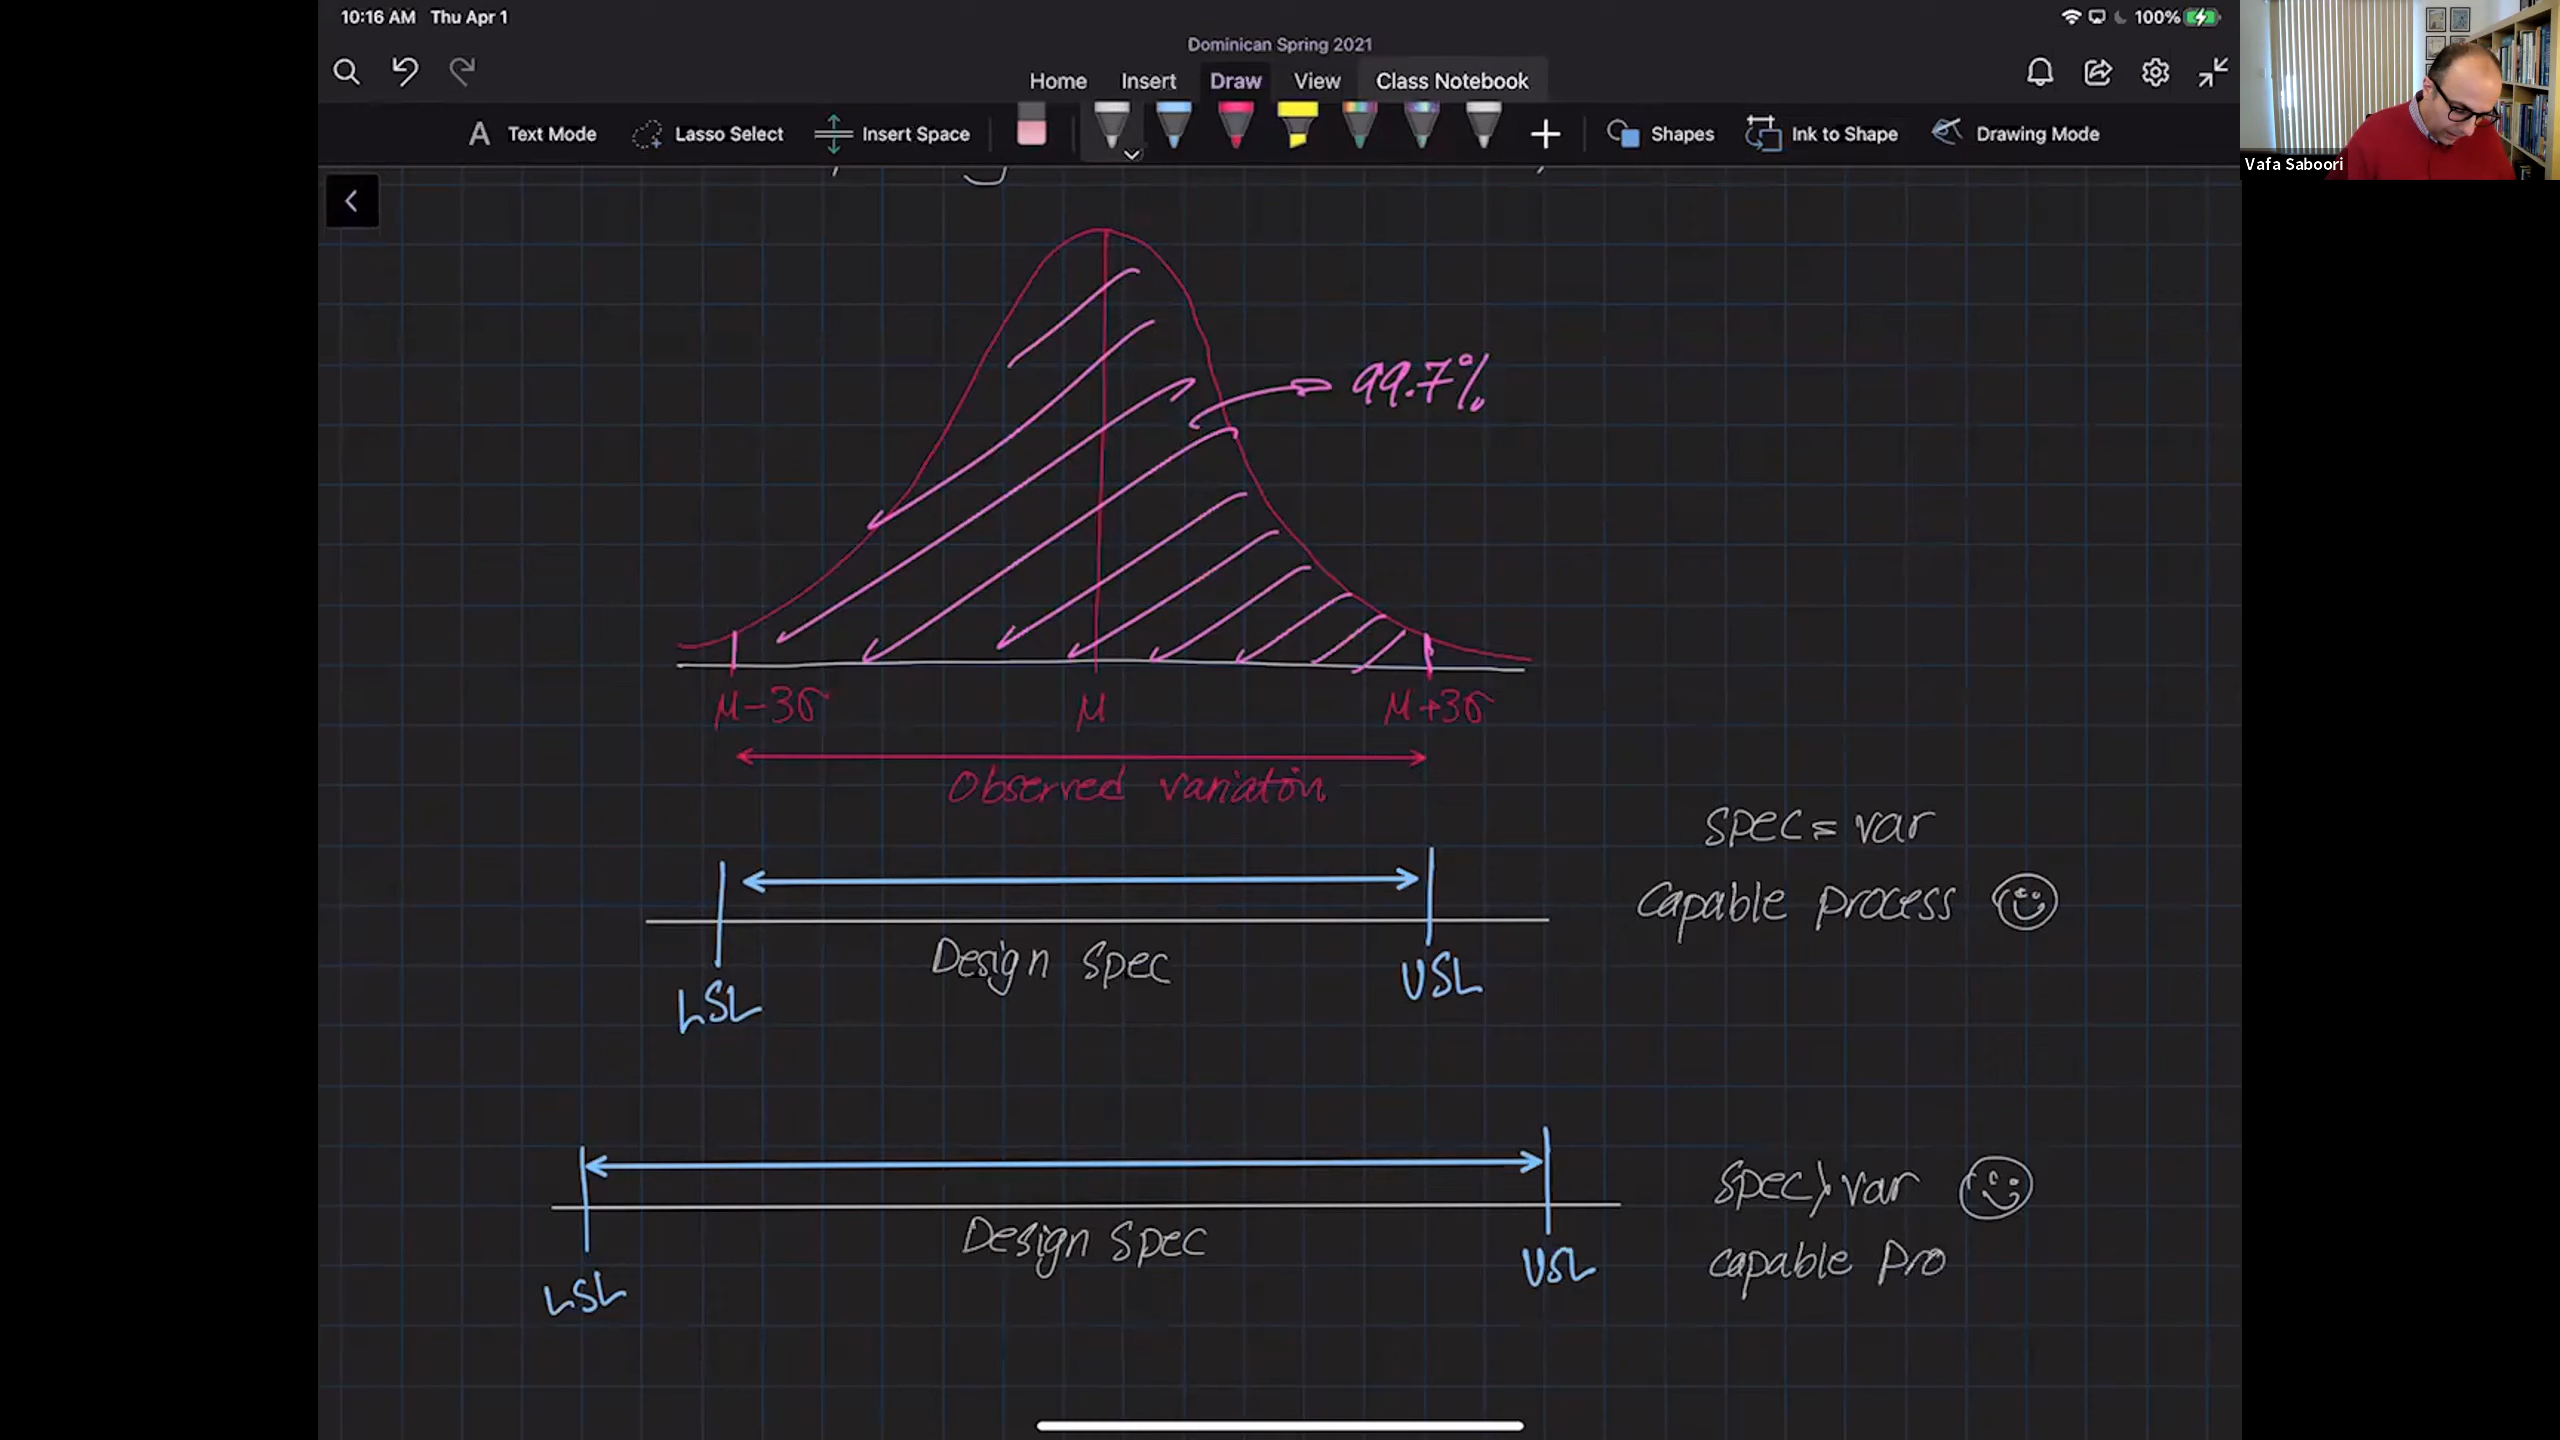 10:16 AM Thu Apr 1
100%
Dominican Spring 2021
Home Insert Draw View Class Notebook
A Text Mode Lasso Select Insert Space Shapes Ink to Shape Drawing Mode
Vafa Saboori
99.7%
μ-3σ μ μ+3σ
Observed variation
spec = var
capable process
Design spec
LSL USL
spec > var
capable pro
Design spec
LSL USL